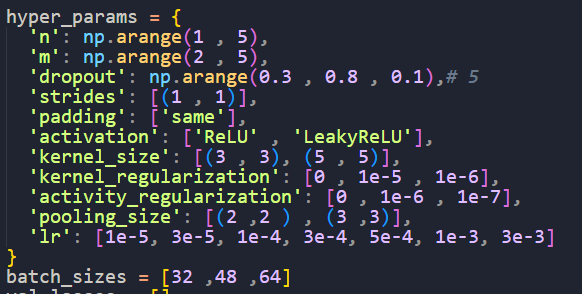 hyper_params = {
'n': np.arange(1 , 5),
'm': np.arange(2 , 5),
'dropout': np.arange(0.3 , 0.8 , 0.1),# 5
'strides': [(1 , 1)],
'padding': ['same'],
'activation': ['ReLU' , 'LeakyReLU'],
'kernel_size': [(3 , 3), (5 , 5)],
'kernel_regularization': [0 , 1e-5 , 1e-6],
'activity_regularization': [0 , 1e-6 , 1e-7],
'pooling_size': [(2 ,2 ) , (3 ,3)],
'lr': [1e-5, 3e-5, 1e-4, 3e-4, 5e-4, 1e-3, 3e-3]
}
batch_sizes = [32 ,48 ,64]